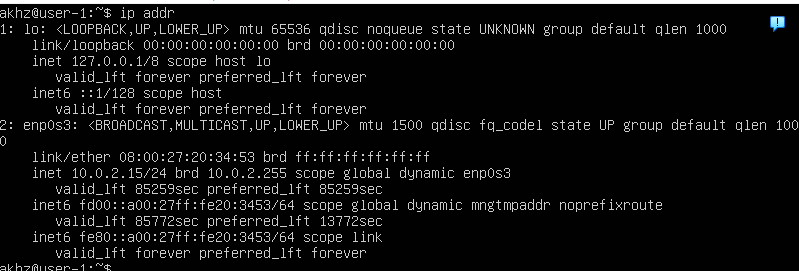 akhz@user-1:~$ ip addr
1: lo: <LOOPBACK,UP,LOWER_UP> mtu 65536 qdisc noqueue state UNKNOWN group default qlen 1000
    link/loopback 00:00:00:00:00:00 brd 00:00:00:00:00:00
    inet 127.0.0.1/8 scope host lo
       valid_lft forever preferred_lft forever
    inet6 ::1/128 scope host
       valid_lft forever preferred_lft forever
2: enp0s3: <BROADCAST,MULTICAST,UP,LOWER_UP> mtu 1500 qdisc fq_codel state UP group default qlen 100
0
    link/ether 08:00:27:20:34:53 brd ff:ff:ff:ff:ff:ff
    inet 10.0.2.15/24 brd 10.0.2.255 scope global dynamic enp0s3
       valid_lft 85259sec preferred_lft 85259sec
    inet6 fd00::a00:27ff:fe20:3453/64 scope global dynamic mngtmpaddr noprefixroute
       valid_lft 85772sec preferred_lft 13772sec
    inet6 fe80::a00:27ff:fe20:3453/64 scope link
       valid_lft forever preferred_lft forever
akhz@user-1:~$